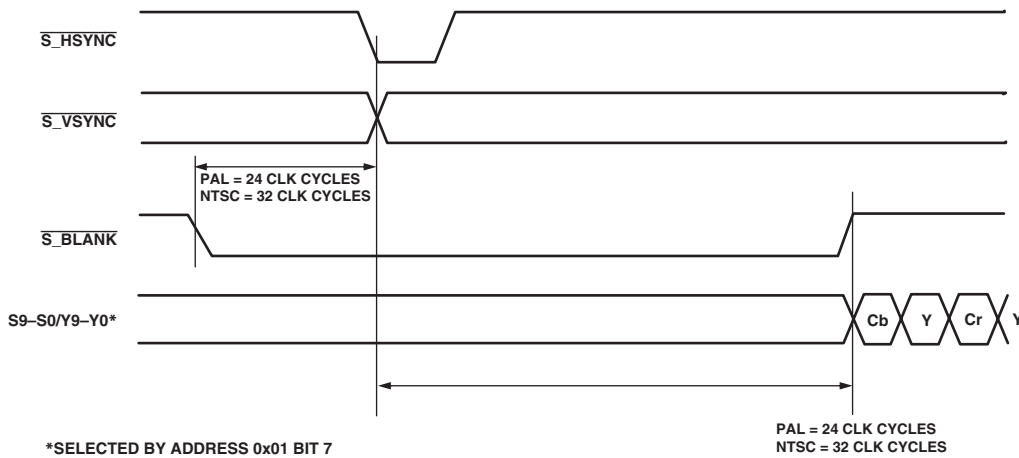 S_HSYNC
S_VSYNC
PAL = 24 CLK CYCLES
NTSC = 32 CLK CYCLES
S_BLANK
S9–S0/Y9–Y0*
Cb
Y
Cr
Y
PAL = 24 CLK CYCLES
NTSC = 32 CLK CYCLES
*SELECTED BY ADDRESS 0x01 BIT 7